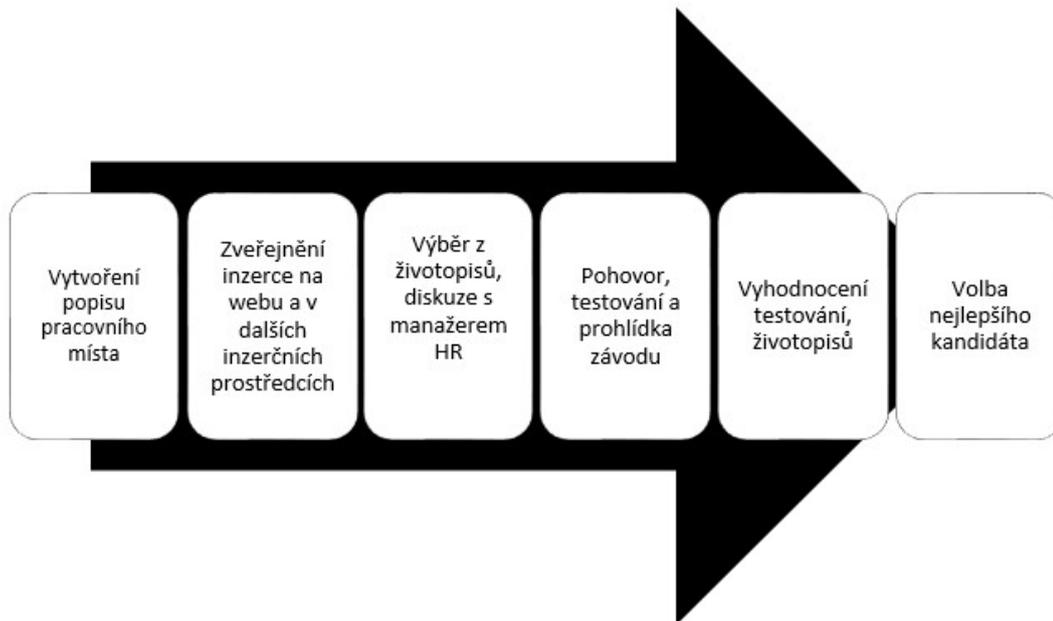 Vytvoření
popisu
pracovního
místa
Zveřejnění
inzerce na
webu a v
dalších
inzerčních
prostředcích
Výběr z
životopisů,
diskuze s
manažerem
HR
Pohovor,
testování a
prohlídka
závodu
Vyhodnocení
testování,
životopisů
Volba
nejlepšího
kandidáta